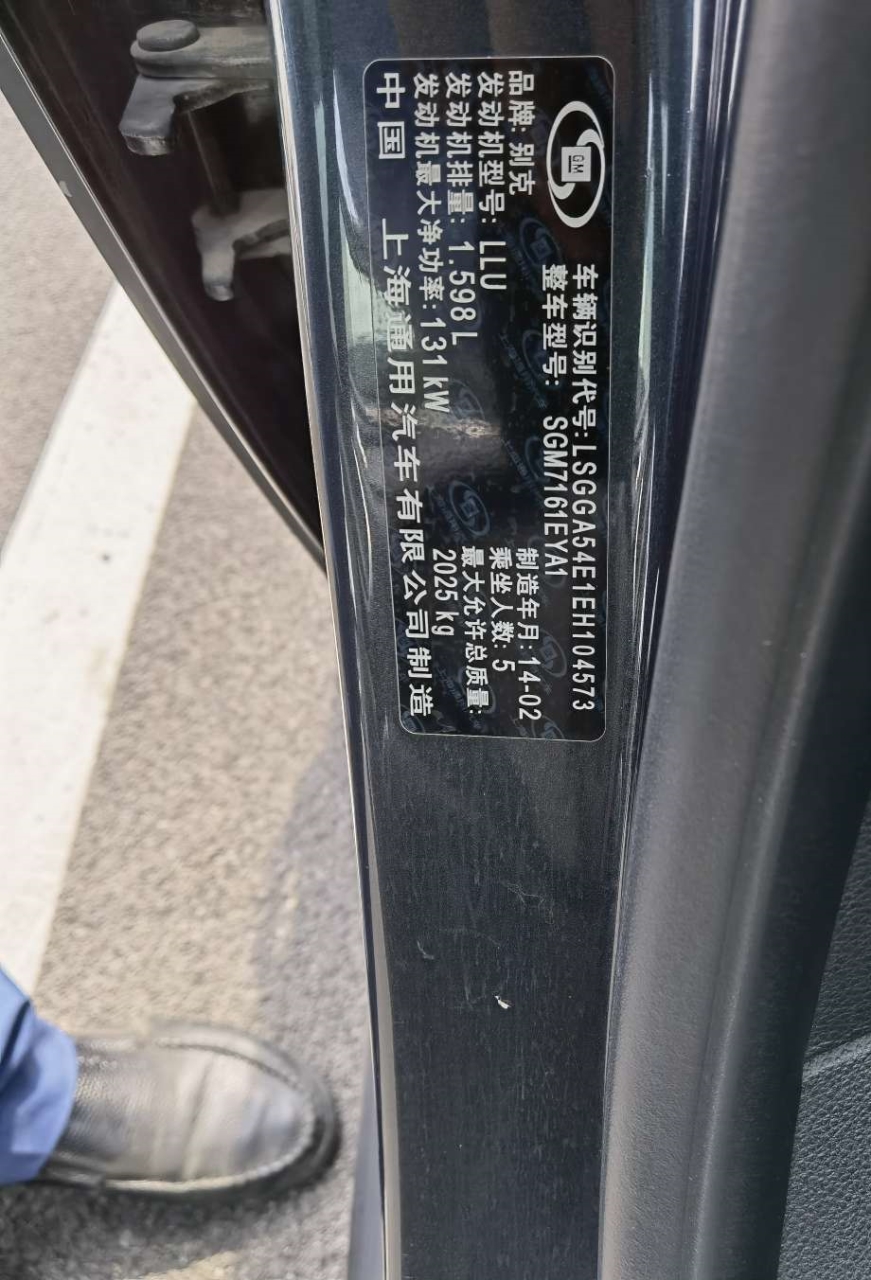 GM
车辆识别代号:LSGGA54E1EH104573
整车型号: SGM7161EYA1
品牌: 别克
制造年月:14-02
发动机型号: LLU
乘坐人数: 5
发动机排量: 1.598L
最大允许总质量:
发动机最大净功率:131kW
2025kg
中国 上海通用汽车有限公司制造